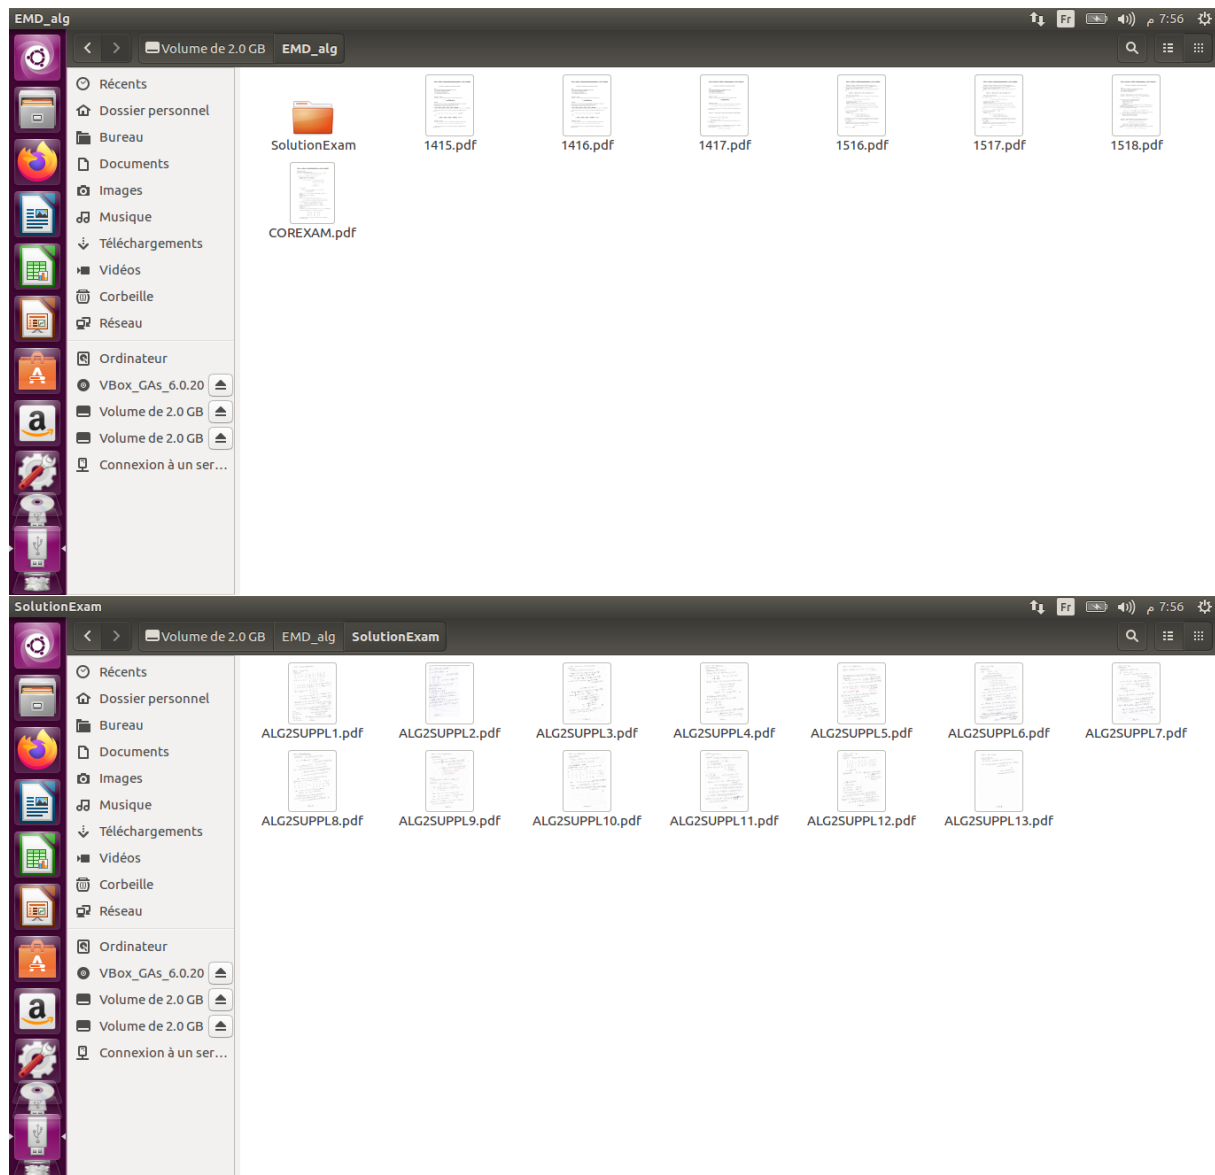 EMD_alg
Fr
م 7:56
Volume de 2.0 GB EMD_alg
Récents
Dossier personnel
Bureau
Documents
Images
Musique
Téléchargements
Vidéos
Corbeille
Réseau
Ordinateur
VBox_GAs_6.0.20
Volume de 2.0 GB
Volume de 2.0 GB
Connexion à un ser...
SolutionExam 1415.pdf 1416.pdf 1417.pdf 1516.pdf 1517.pdf 1518.pdf
COREXAM.pdf
SolutionExam
Fr
م 7:56
Volume de 2.0 GB EMD_alg SolutionExam
Récents
Dossier personnel
Bureau
Documents
Images
Musique
Téléchargements
Vidéos
Corbeille
Réseau
Ordinateur
VBox_GAs_6.0.20
Volume de 2.0 GB
Volume de 2.0 GB
Connexion à un ser...
ALG2SUPPL1.pdf ALG2SUPPL2.pdf ALG2SUPPL3.pdf ALG2SUPPL4.pdf ALG2SUPPL5.pdf ALG2SUPPL6.pdf ALG2SUPPL7.pdf
ALG2SUPPL8.pdf ALG2SUPPL9.pdf ALG2SUPPL10.pdf ALG2SUPPL11.pdf ALG2SUPPL12.pdf ALG2SUPPL13.pdf